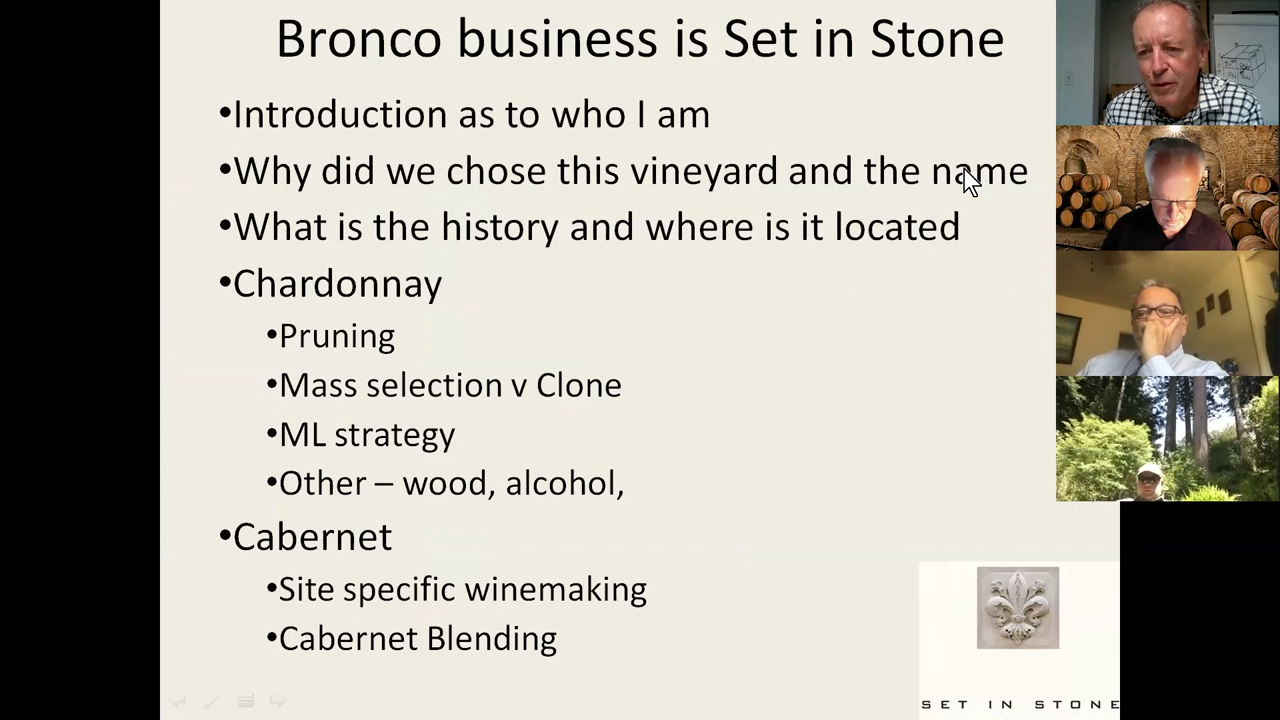 Bronco business is Set in Stone
•Introduction as to who I am
•Why did we chose this vineyard and the name
•What is the history and where is it located
•Chardonnay
•Pruning
•Mass selection v Clone
•ML strategy
•Other – wood, alcohol,
•Cabernet
•Site specific winemaking
•Cabernet Blending
SET IN STONE